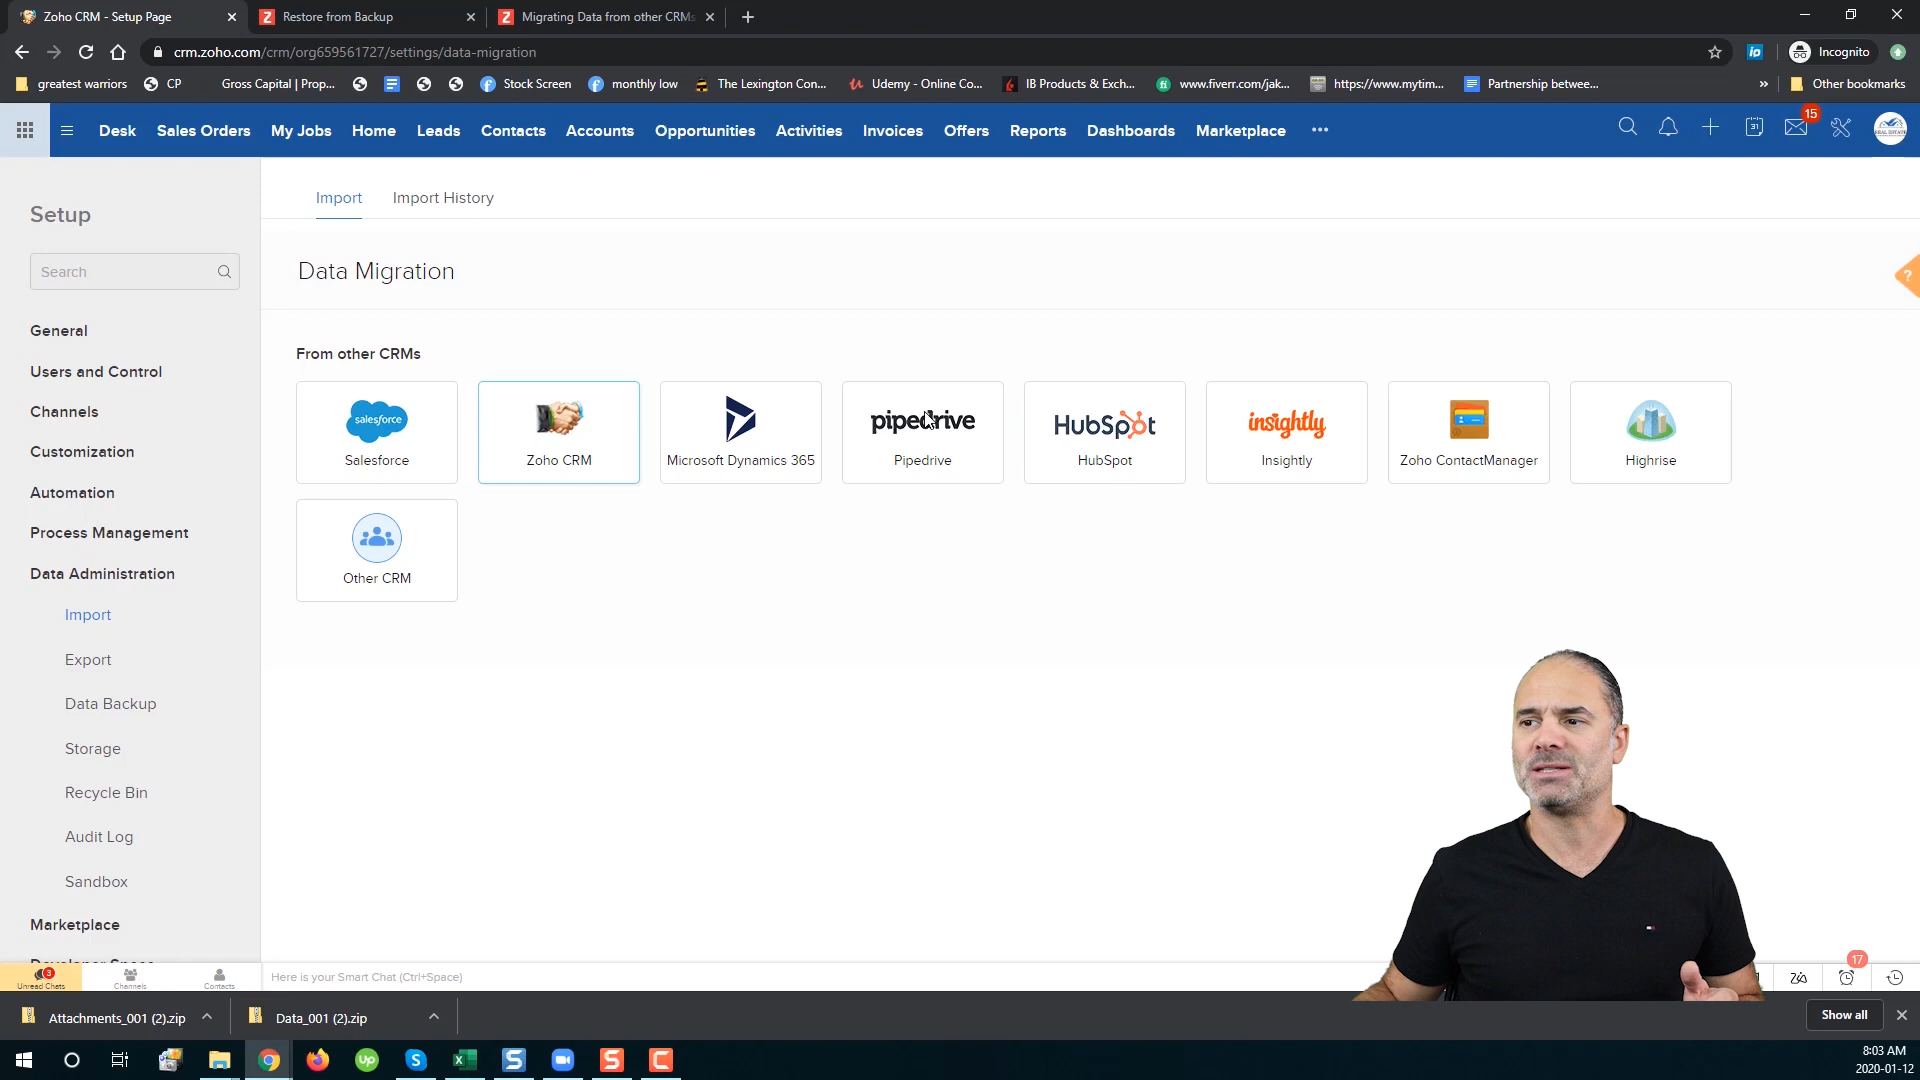 Zoho CRM - Setup Page
Restore from Backup
Migrating Data from other CRMs
crm.zoho.com/crm/org659561727/settings/data-migration
Incognito
greatest warriors
CP
Gross Capital | Prop...
Stock Screen
monthly low
The Lexington Con...
Udemy - Online Co...
IB Products & Exch...
www.fiverr.com/jak...
https://www.mytim...
Partnership betwee...
»
Other bookmarks
Desk Sales Orders My Jobs Home Leads Contacts Accounts Opportunities Activities Invoices Offers Reports Dashboards Marketplace ...
31
15
Setup
Search
General
Users and Control
Channels
Customization
Automation
Process Management
Data Administration
Import
Export
Data Backup
Storage
Recycle Bin
Audit Log
Sandbox
Marketplace
Import Import History
Data Migration
?
From other CRMs
salesforce
Salesforce
Zoho CRM
Microsoft Dynamics 365
pipedrive
Pipedrive
HubSpot
HubSpot
insightly
Insightly
Zoho ContactManager
Highrise
Other CRM
3
Unread Chats
Channels
Contacts
Here is your Smart Chat (Ctrl+Space)
17
Attachments_001 (2).zip
Data_001 (2).zip
Show all
8:03 AM
2020-01-12